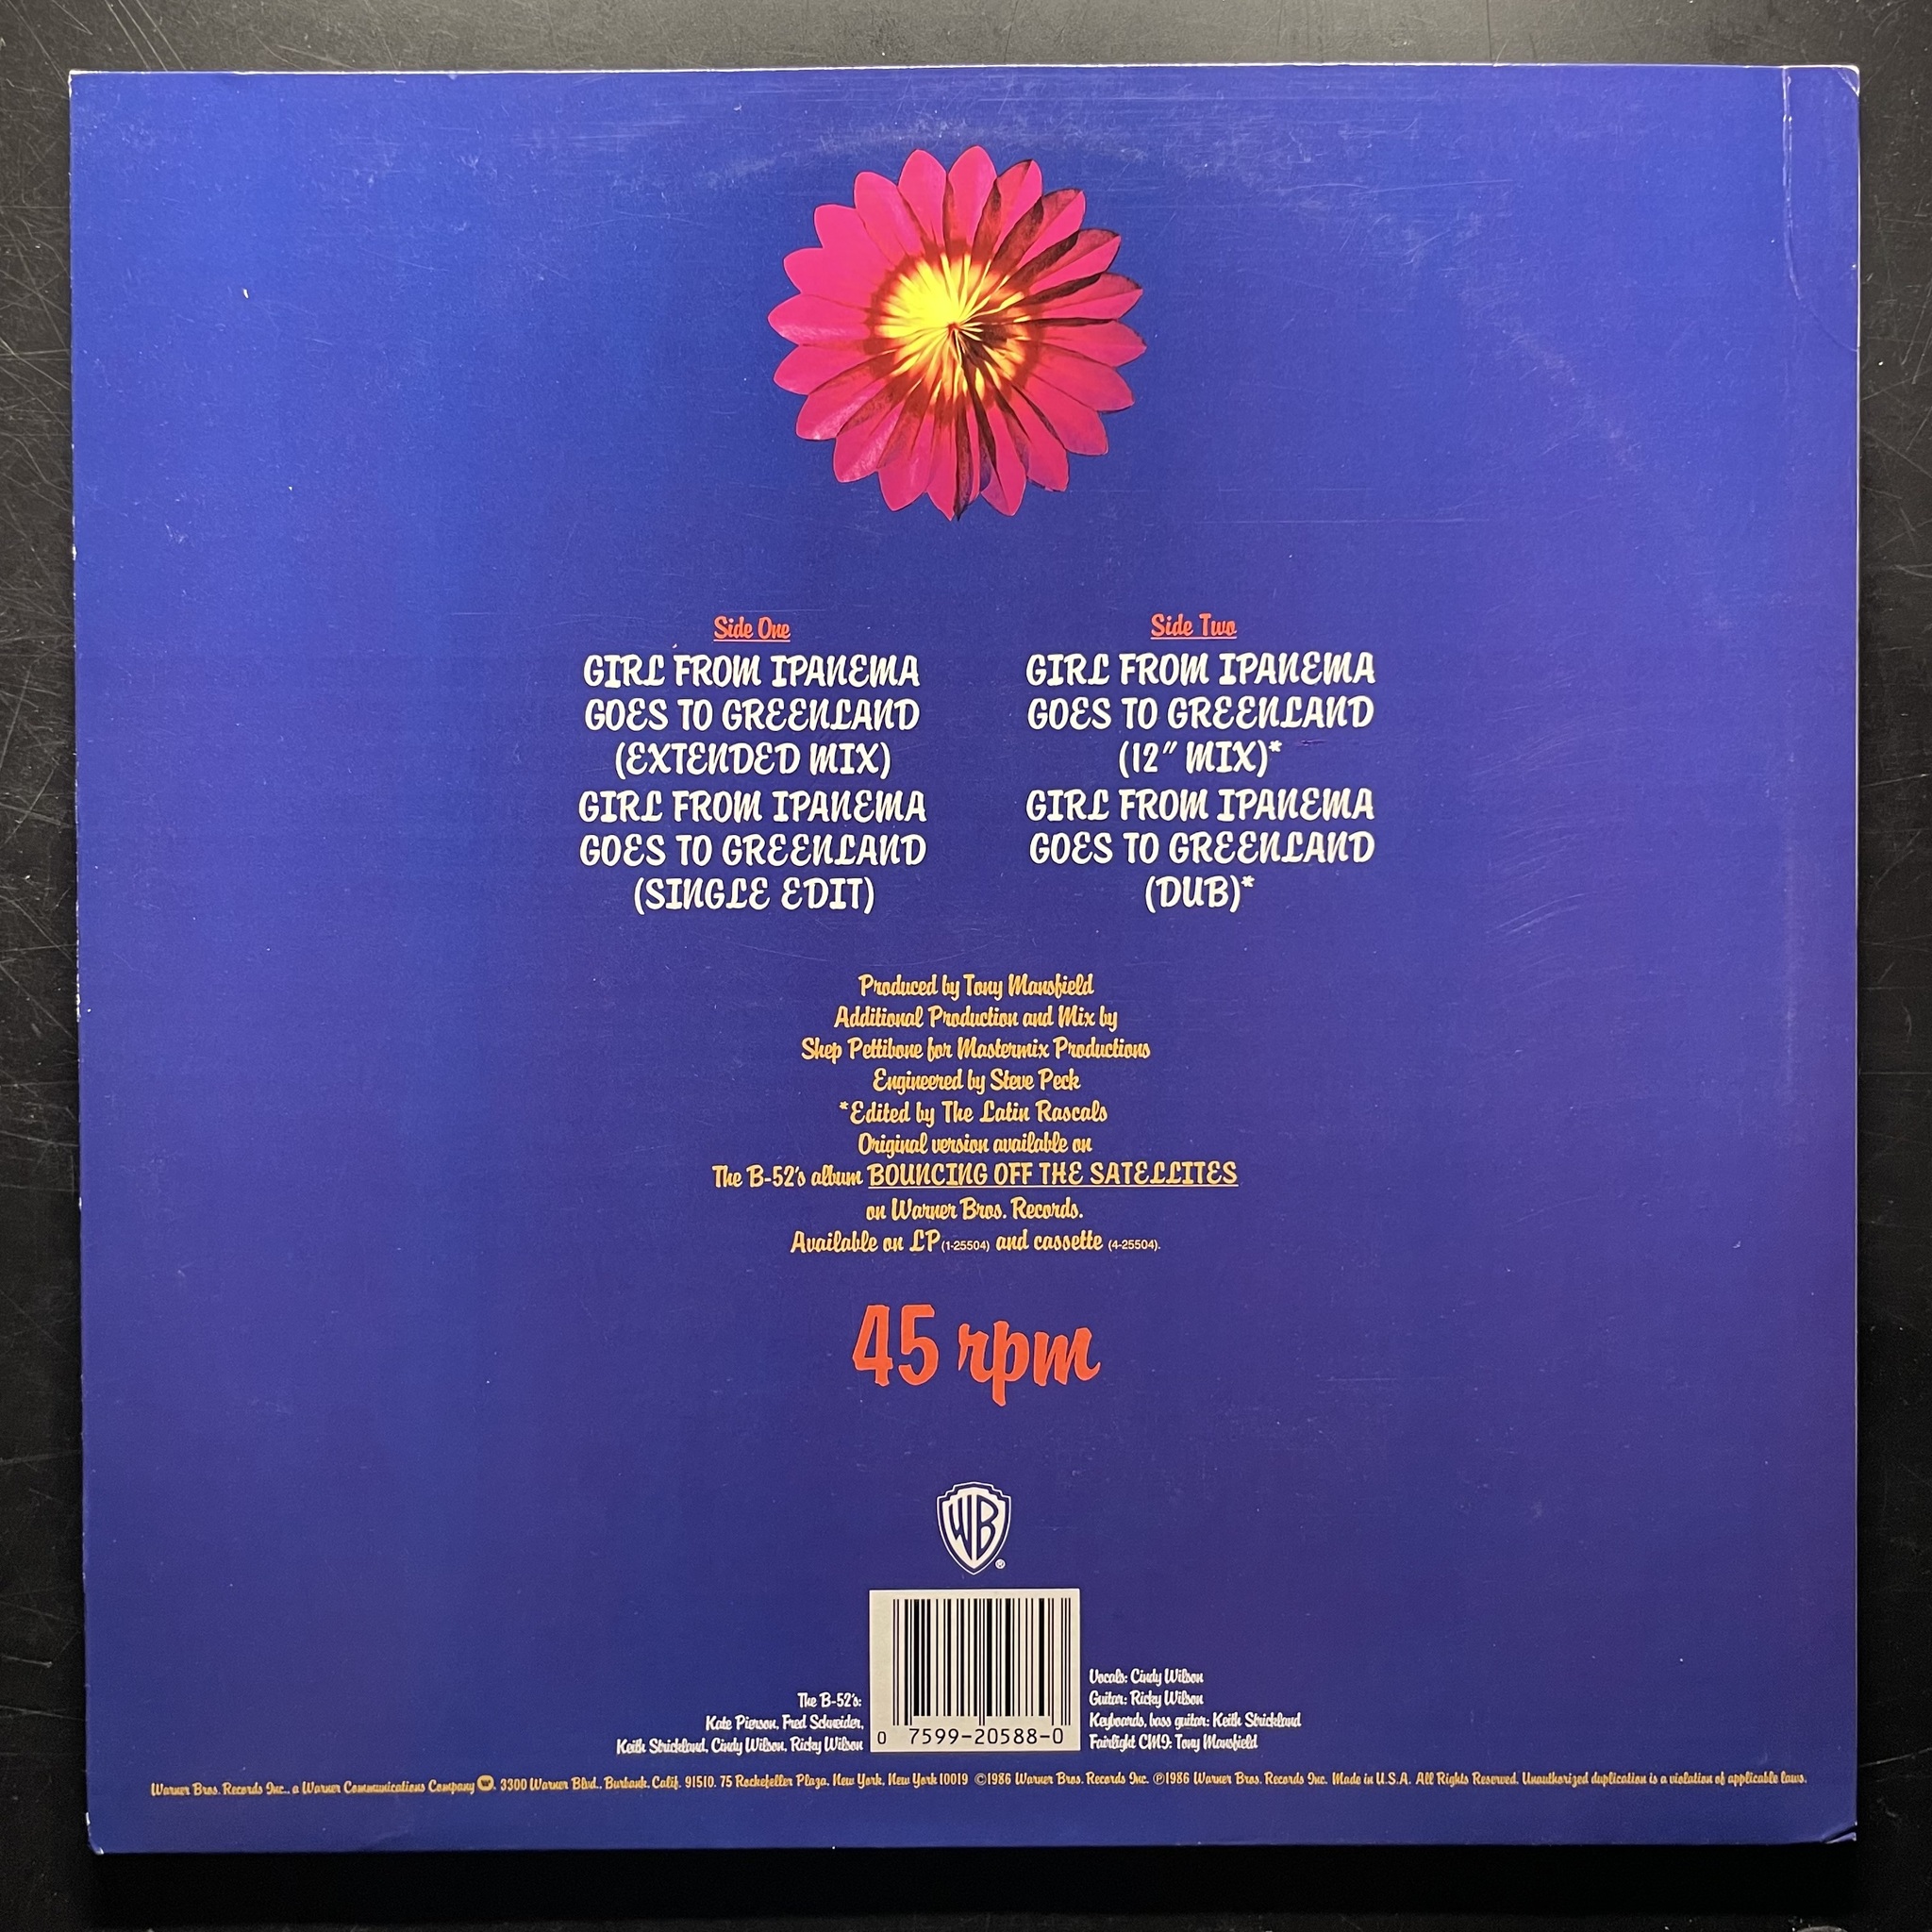 Side One
GIRL FROM IPANEMA
GOES TO GREENLAND
(EXTENDED MIX)
GIRL FROM IPANEMA
GOES TO GREENLAND
(SINGLE EDIT)
Side Two
GIRL FROM IPANEMA
GOES TO GREENLAND
(12" MIX)*
GIRL FROM IPANEMA
GOES TO GREENLAND
(DUB)*
Produced by Tony Mansfield
Additional Production and Mix by
Shep Pettibone for Mastermix Productions
Engineered by Steve Peck
*Edited by The Latin Rascals
Original version available on
The B-52's album BOUNCING OFF THE SATELLITES
on Warner Bros. Records.
Available on LP (1-25504) and cassette (4-25504).
45 rpm
WB®
The B-52's:
Kate Pierson, Fred Schneider,
Keith Strickland, Cindy Wilson, Ricky Wilson
0 7599-20588-0
Vocals: Cindy Wilson
Guitar: Ricky Wilson
Keyboards, bass guitar: Keith Strickland
Fairlight CMI: Tony Mansfield
Warner Bros. Records Inc., a Warner Communications Company W. 3300 Warner Blvd., Burbank, Calif. 91510. 75 Rockefeller Plaza, New York, New York 10019 ©1986 Warner Bros. Records Inc. ℗1986 Warner Bros. Records Inc. Made in U.S.A. All Rights Reserved. Unauthorized duplication is a violation of applicable laws.